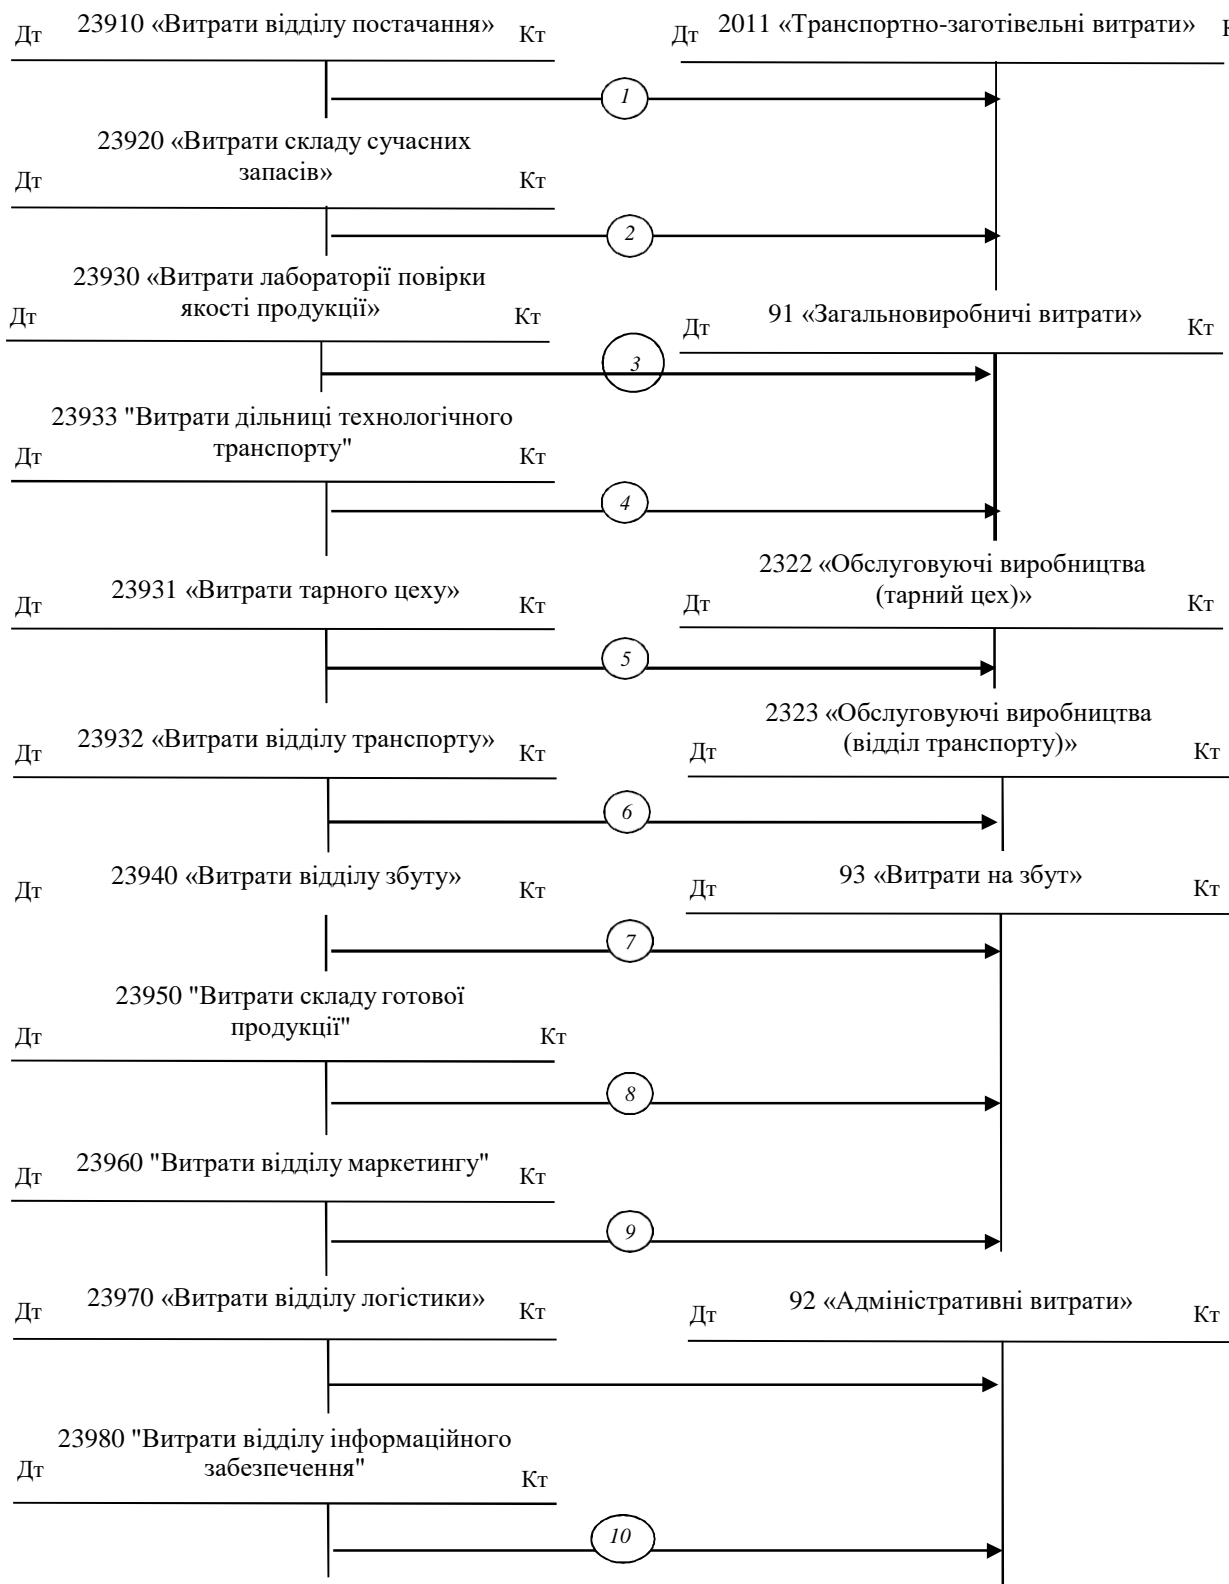 Дт 23910 «Витрати відділу постачання» Кт
Дт 2011 «Транспортно-заготівельні витрати»
1
23920 «Витрати складу сучасних
запасів»
Дт Кт
2
23930 «Витрати лабораторії повірки
якості продукції»
Дт Кт
Дт 91 «Загальновиробничі витрати» Кт
3
23933 "Витрати дільниці технологічного
транспорту"
Дт Кт
4
Дт 23931 «Витрати тарного цеху» Кт
2322 «Обслуговуючі виробництва
(тарний цех)»
Дт Кт
5
Дт 23932 «Витрати відділу транспорту» Кт
2323 «Обслуговуючі виробництва
(відділ транспорту)»
Дт Кт
6
Дт 23940 «Витрати відділу збуту» Кт
Дт 93 «Витрати на збут» Кт
7
23950 "Витрати складу готової
продукції"
Дт Кт
8
Дт 23960 "Витрати відділу маркетингу" Кт
9
Дт 23970 «Витрати відділу логістики» Кт
Дт 92 «Адміністративні витрати» Кт
23980 "Витрати відділу інформаційного
забезпечення"
Дт Кт
10